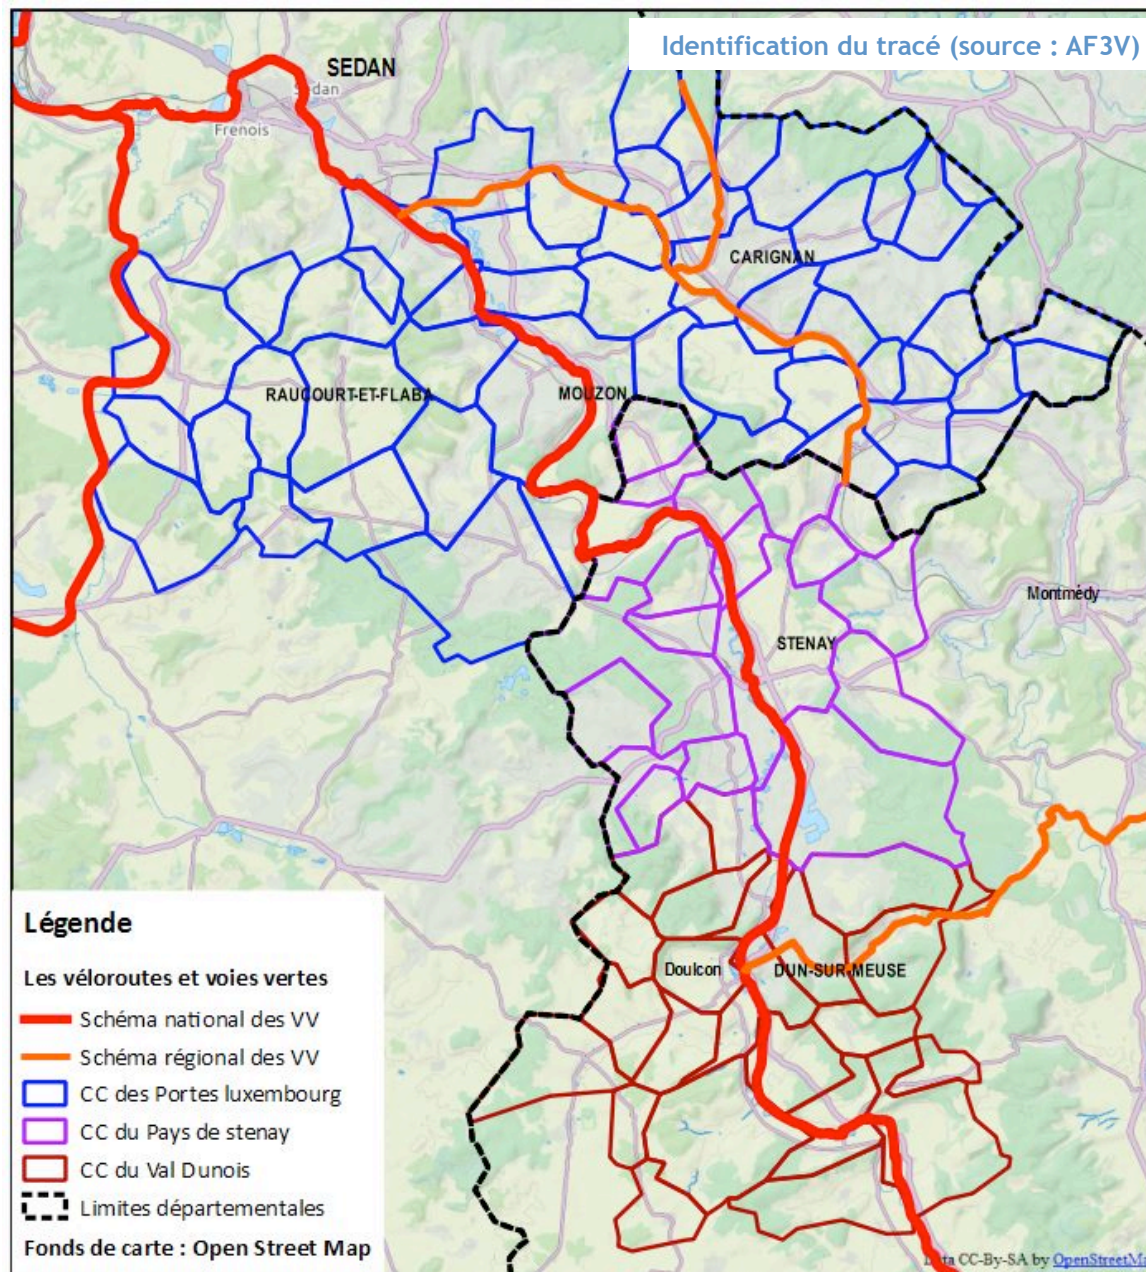 Identification du tracé (source : AF3V)
SEDAN
Sedan
Frenois
CARIGNAN
RAUCOURT-ET-FLABA
MOUZON
Montmédy
STENAY
Doulcon
DUN-SUR-MEUSE
Légende
Les véloroutes et voies vertes
Schéma national des VV
Schéma régional des VV
CC des Portes luxembourg
CC du Pays de stenay
CC du Val Dunois
Limites départementales
Fonds de carte : Open Street Map
CC-By-SA by OpenStreetMa